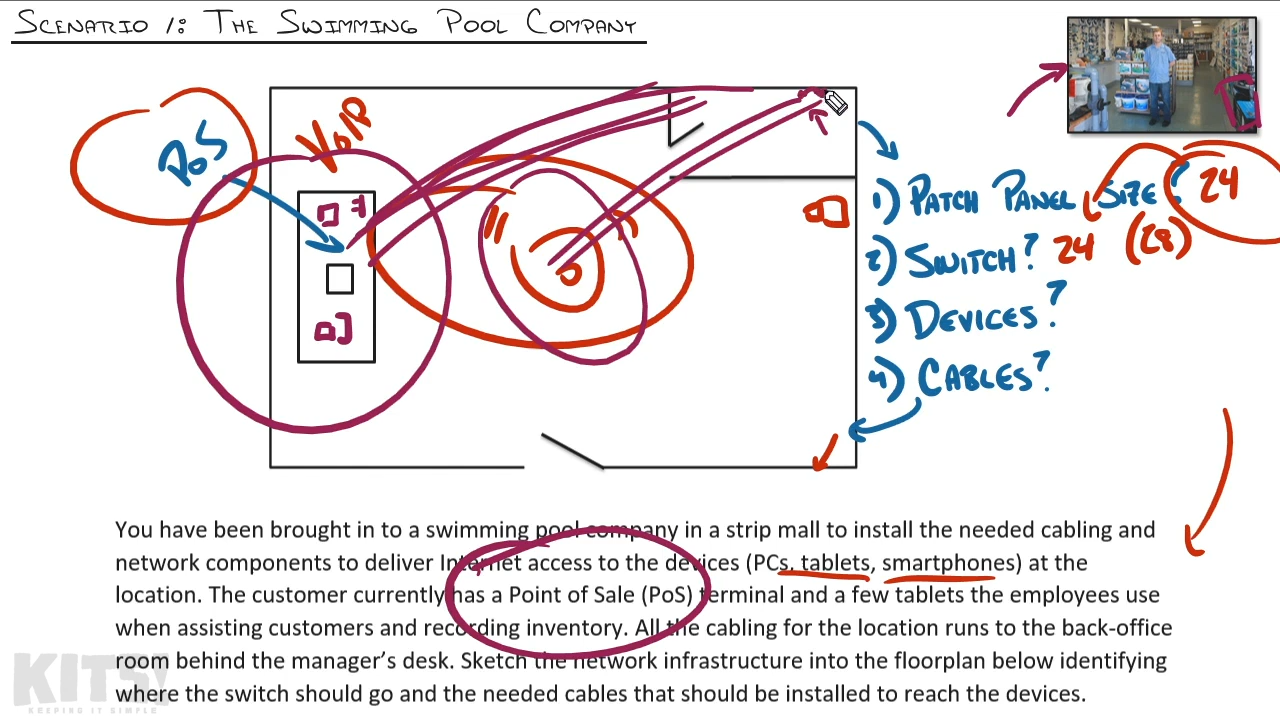 SCENARIO 1: THE SWIMMING POOL COMPANY
PoS
VoIP
1) PATCH PANEL SIZE? 24
2) SWITCH? 24 (28)
3) DEVICES?
4) CABLES?
You have been brought in to a swimming pool company in a strip mall to install the needed cabling and
network components to deliver Internet access to the devices (PCs, tablets, smartphones) at the
location. The customer currently has a Point of Sale (PoS) terminal and a few tablets the employees use
when assisting customers and recording inventory. All the cabling for the location runs to the back-office
room behind the manager's desk. Sketch the network infrastructure into the floorplan below identifying
where the switch should go and the needed cables that should be installed to reach the devices.
KITS!
KEEPING IT SIMPLE